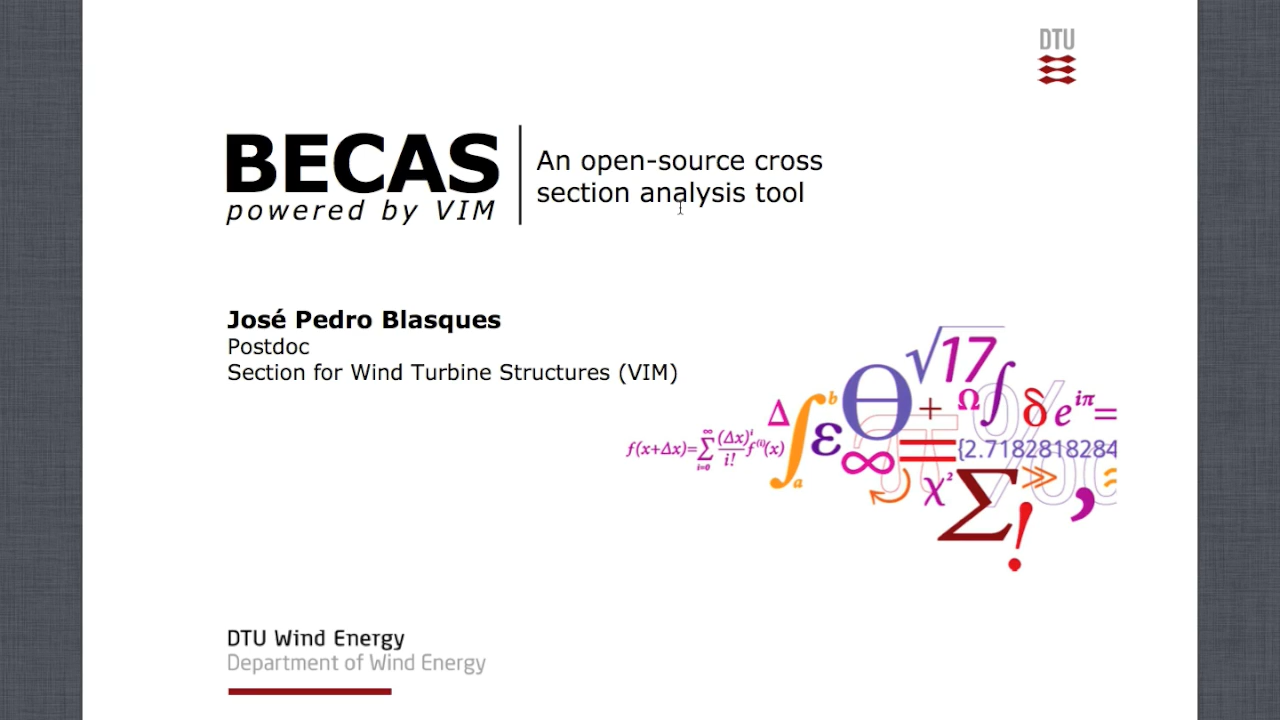 DTU
BECAS
powered by VIM
An open-source cross
section analysis tool
José Pedro Blasques
Postdoc
Section for Wind Turbine Structures (VIM)
√17
Δ ∫ a b ε Θ + Ω ∫ δ e^iπ =
f(x+Δx)=∑ i=0 ∞ (Δx)^i / i! f^(i)(x)
∞ = {2.7182818284
χ² Σ ≫ , !
DTU Wind Energy
Department of Wind Energy